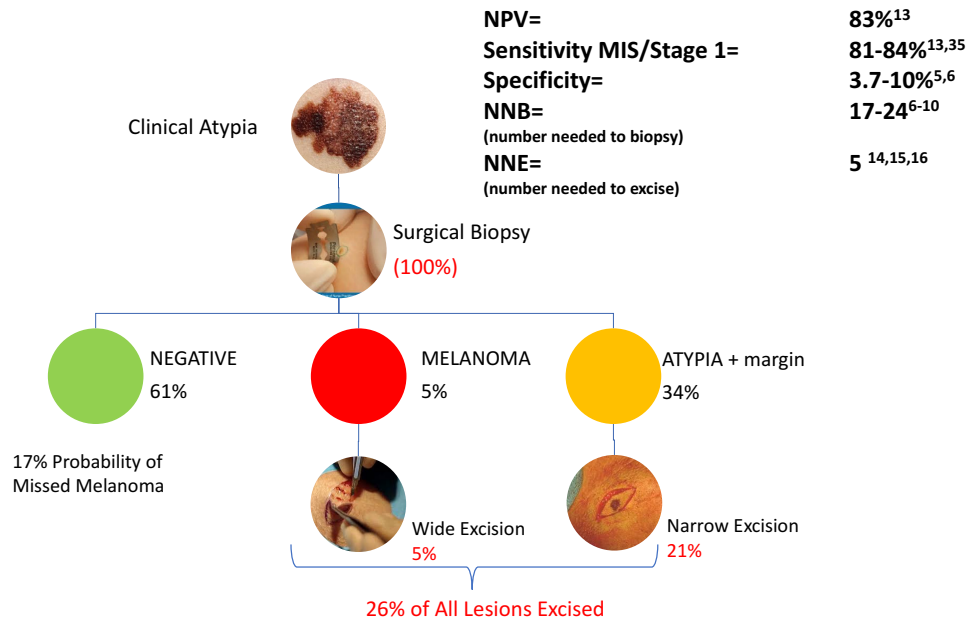 NPV= 83%13
Sensitivity MIS/Stage 1= 81-84%13,35
Specificity= 3.7-10%5,6
NNB= 17-246-10
(number needed to biopsy)
NNE= 5 14,15,16
(number needed to excise)
Clinical Atypia
Surgical Biopsy
(100%)
NEGATIVE
61%
MELANOMA
5%
ATYPIA + margin
34%
17% Probability of
Missed Melanoma
Wide Excision
5%
Narrow Excision
21%
26% of All Lesions Excised